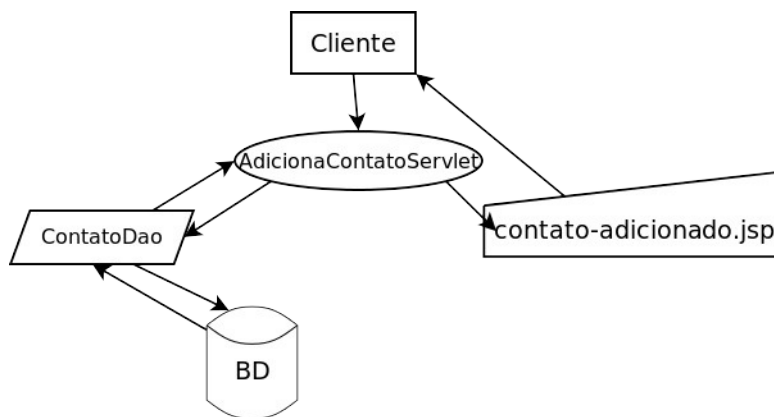 Cliente
AdicionaContatoServlet
contato-adicionado.jsp
ContatoDao
BD